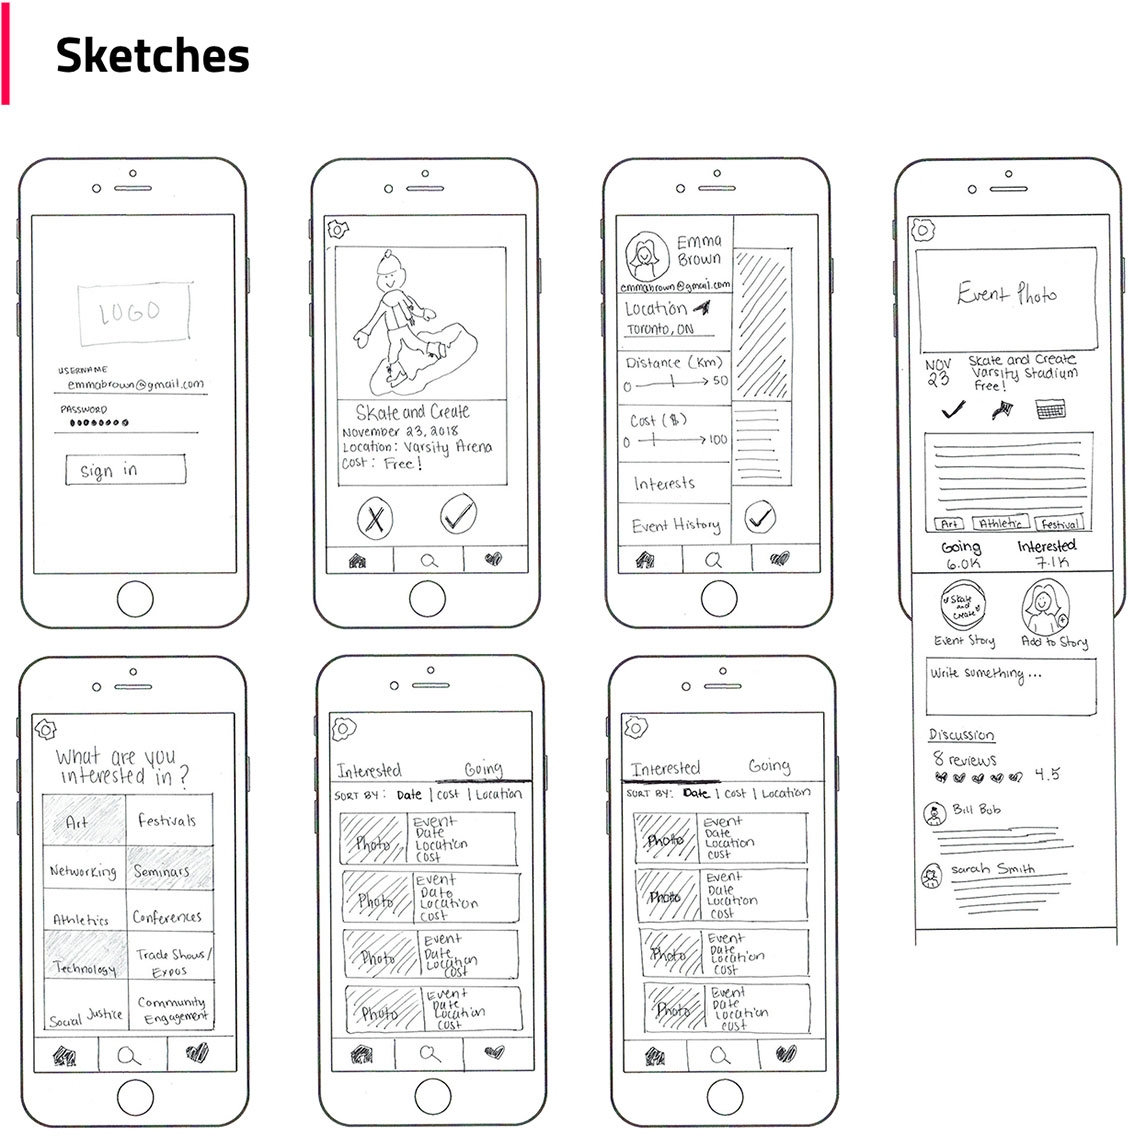 Sketches
LOGO
USERNAME
emmabrown@gmail.com
PASSWORD
Sign in
Skate and Create
November 23, 2018
Location: Varsity Arena
Cost: Free!
Emma
Brown
emmabrown@gmail.com
Location
Toronto, ON
Distance (Km)
0 50
Cost ($)
0 100
Interests
Event History
Event Photo
NOV
23
Skate and Create
Varsity Stadium
Free!
Art Athletic Festival
Going Interested
6.0K 7.1K
Skate
and
Create
Event Story Add to Story
Write something...
Discussion
8 reviews
4.5
Bill Bob
Sarah Smith
What are you
interested in?
Art Festivals
Networking Seminars
Athletics Conferences
Technology Trade Shows/
Expos
Social Justice Community
Engagement
Interested Going
SORT BY: Date | Cost | Location
Photo
Event
Date
Location
Cost
Photo
Event
Date
Location
Cost
Photo
Event
Date
Location
Cost
Photo
Event
Date
Location
Cost
Interested Going
SORT BY: Date | Cost | Location
Photo
Event
Date
Location
Cost
Photo
Event
Date
Location
Cost
Photo
Event
Date
Location
Cost
Photo
Event
Date
Location
Cost